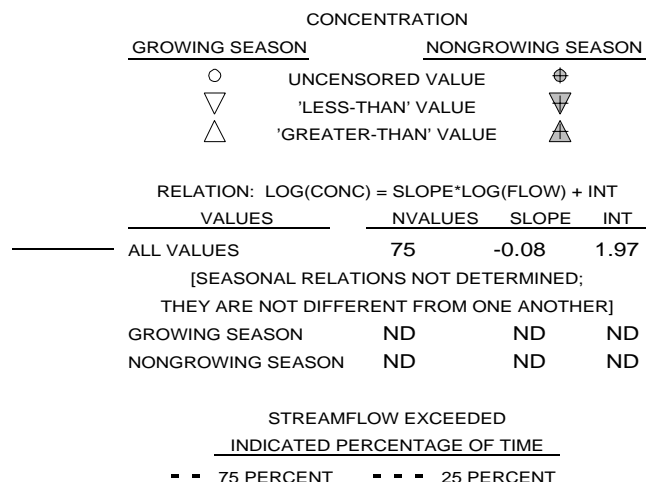 CONCENTRATION
GROWING SEASON NONGROWING SEASON
UNCENSORED VALUE
'LESS-THAN' VALUE
'GREATER-THAN' VALUE
RELATION: LOG(CONC) = SLOPE*LOG(FLOW) + INT
VALUES NVALUES SLOPE INT
ALL VALUES 75 -0.08 1.97
[SEASONAL RELATIONS NOT DETERMINED;
THEY ARE NOT DIFFERENT FROM ONE ANOTHER]
GROWING SEASON ND ND ND
NONGROWING SEASON ND ND ND
STREAMFLOW EXCEEDED
INDICATED PERCENTAGE OF TIME
75 PERCENT 25 PERCENT